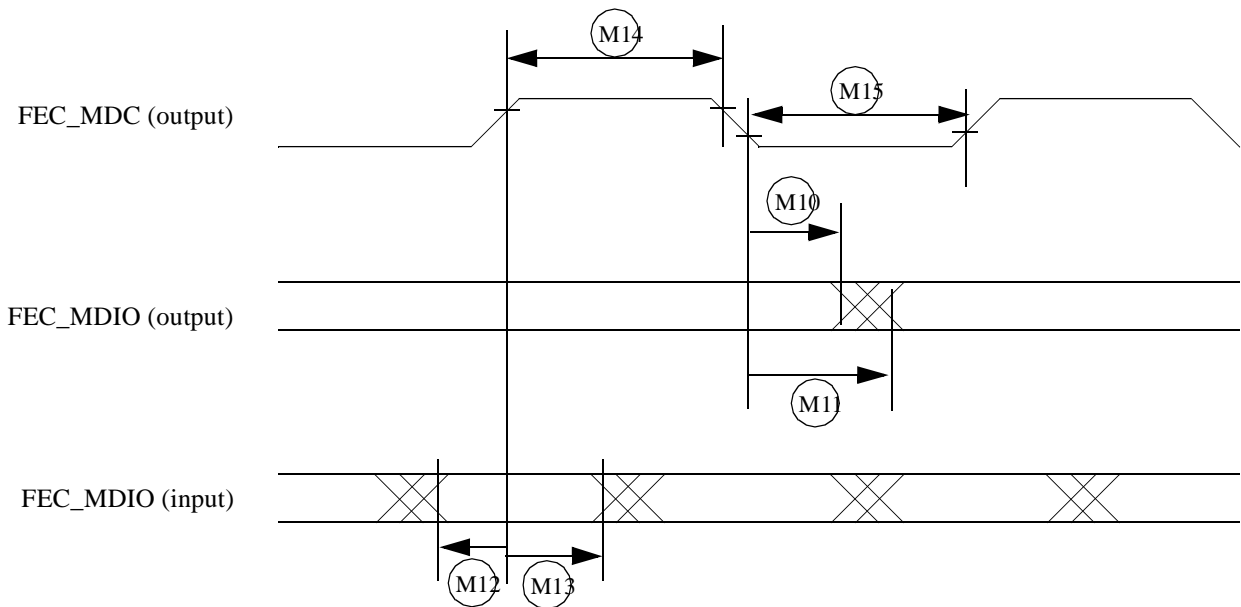 M14
FEC_MDC (output)
M15
M10
FEC_MDIO (output)
M11
FEC_MDIO (input)
M12
M13